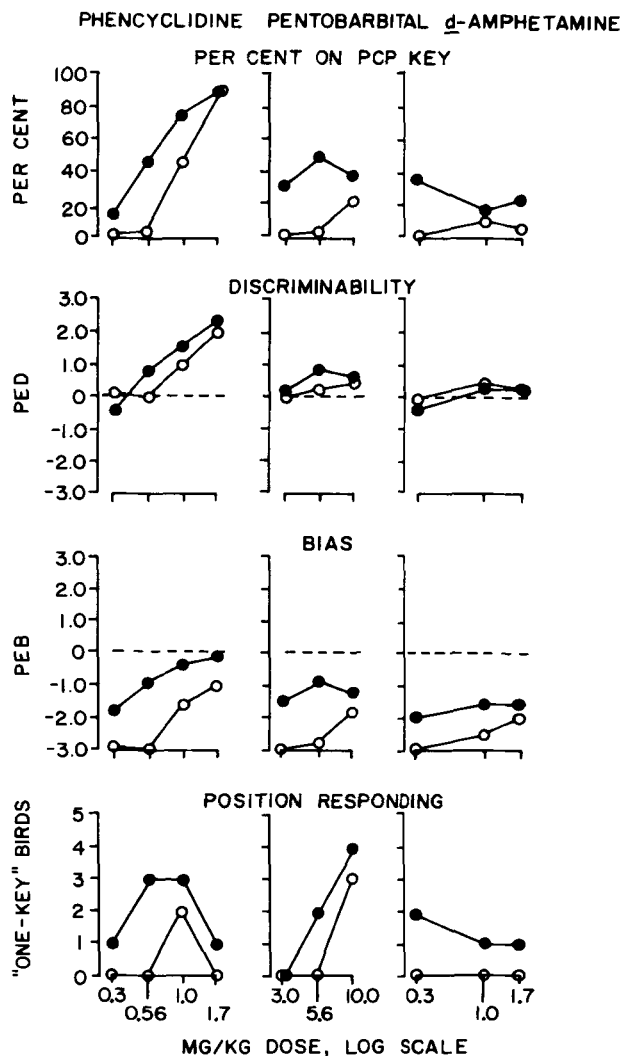 PHENCYCLIDINE PENTOBARBITAL d-AMPHETAMINE
PER CENT ON PCP KEY
PER CENT
100
80
60
40
20
0
DISCRIMINABILITY
PED
3.0
2.0
1.0
0
-1.0
-2.0
-3.0
BIAS
PEB
3.0
2.0
1.0
0
-1.0
-2.0
-3.0
POSITION RESPONDING
"ONE-KEY" BIRDS
5
4
3
2
1
0
0.3 1.0 1.7 3.0 10.0 0.3 1.7
0.56 5.6 1.0
MG/KG DOSE, LOG SCALE